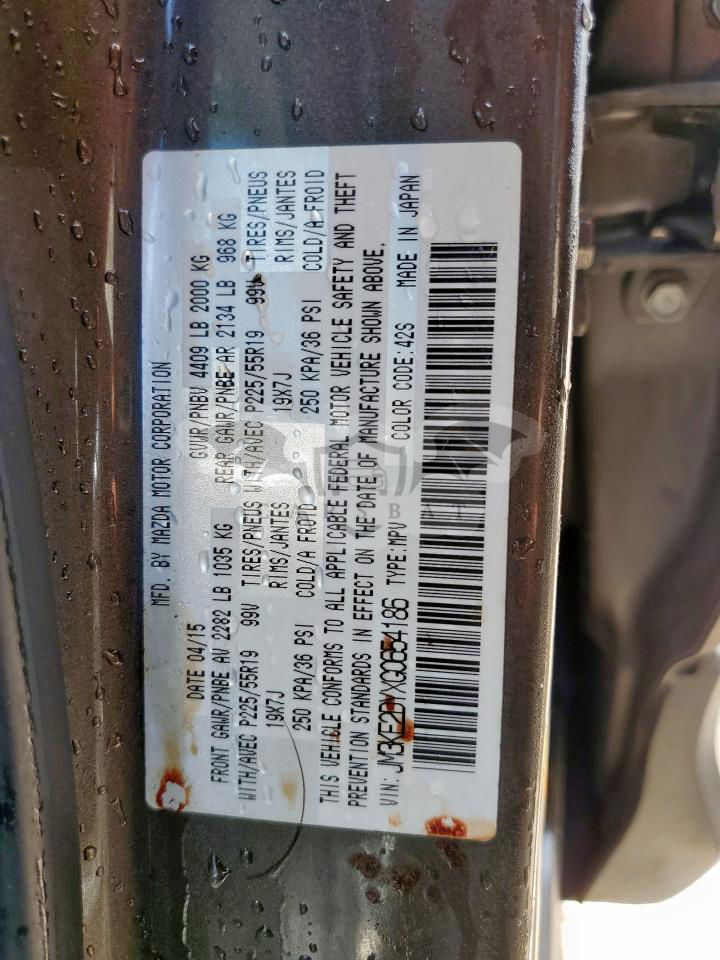 MFD. BY MAZDA MOTOR CORPORATION
DATE 04/15 GVWR/PNBV 4409 LB 2000 KG
FRONT GAWR/PNBE AV 2282 LB 1035 KG REAR GAWR/PNBE AR 2134 LB 968 KG
WITH/AVEC P225/55R19 99V TIRES/PNEUS WITH/AVEC P225/55R19 99V TIRES/PNEUS
19X7J RIMS/JANTES 19X7J RIMS/JANTES
250 KPA/36 PSI COLD/A FROID 250 KPA/36 PSI COLD/A FROID
THIS VEHICLE CONFORMS TO ALL APPLICABLE FEDERAL MOTOR VEHICLE SAFETY AND THEFT
PREVENTION STANDARDS IN EFFECT ON THE DATE OF MANUFACTURE SHOWN ABOVE.
VIN: JM3KE2DYXG0654186 TYPE:MPV COLOR CODE:42S MADE IN JAPAN